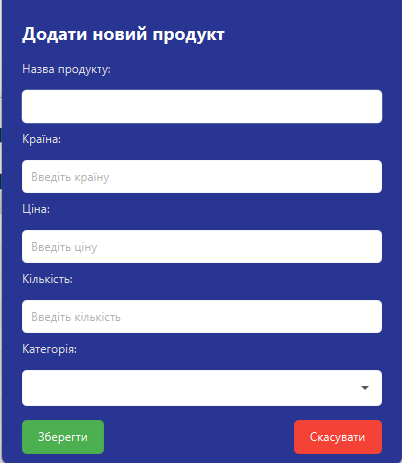 Додати новий продукт
Назва продукту:
Країна:
Введіть країну
Ціна:
Введіть ціну
Кількість:
Введіть кількість
Категорія:
Зберегти
Скасувати